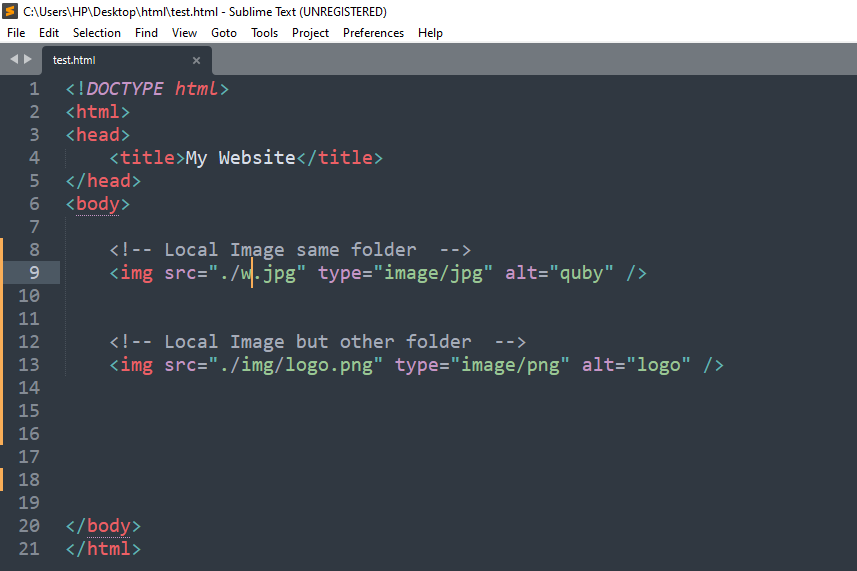 C:\Users\HP\Desktop\html\test.html - Sublime Text (UNREGISTERED)
File Edit Selection Find View Goto Tools Project Preferences Help
test.html
1 <!DOCTYPE html>
2 <html>
3 <head>
4     <title>My Website</title>
5 </head>
6 <body>
7
8     <!-- Local Image same folder  -->
9     <img src="./w.jpg" type="image/jpg" alt="quby" />
10
11
12     <!-- Local Image but other folder  -->
13     <img src="./img/logo.png" type="image/png" alt="logo" />
14
15
16
17
18
19
20 </body>
21 </html>